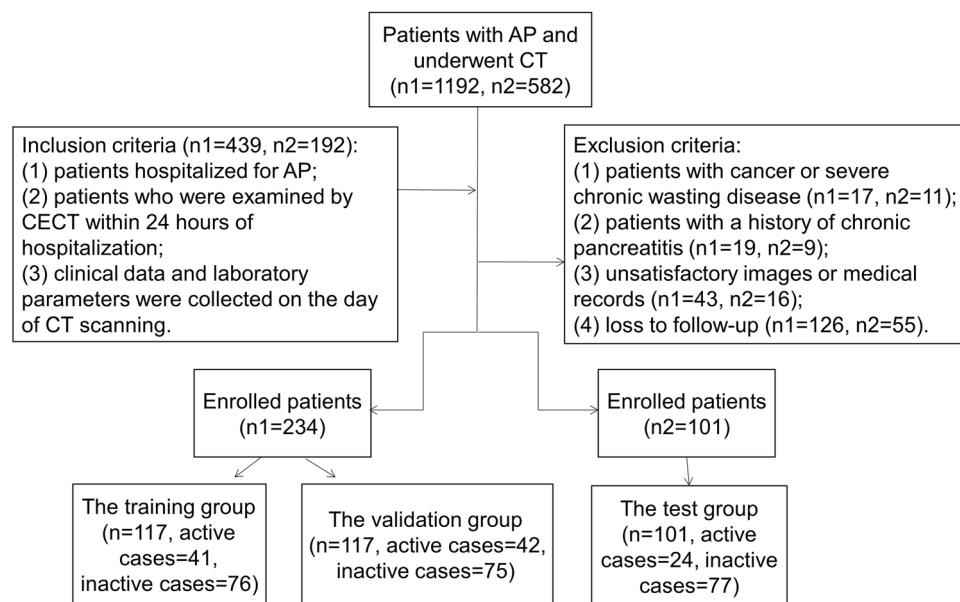 Patients with AP and
underwent CT
(n1=1192, n2=582)
Inclusion criteria (n1=439, n2=192):
(1) patients hospitalized for AP;
(2) patients who were examined by
CECT within 24 hours of
hospitalization;
(3) clinical data and laboratory
parameters were collected on the day
of CT scanning.
Exclusion criteria:
(1) patients with cancer or severe
chronic wasting disease (n1=17, n2=11);
(2) patients with a history of chronic
pancreatitis (n1=19, n2=9);
(3) unsatisfactory images or medical
records (n1=43, n2=16);
(4) loss to follow-up (n1=126, n2=55).
Enrolled patients
(n1=234)
Enrolled patients
(n2=101)
The training group
(n=117, active
cases=41,
inactive cases=76)
The validation group
(n=117, active cases=42,
inactive cases=75)
The test group
(n=101, active
cases=24, inactive
cases=77)